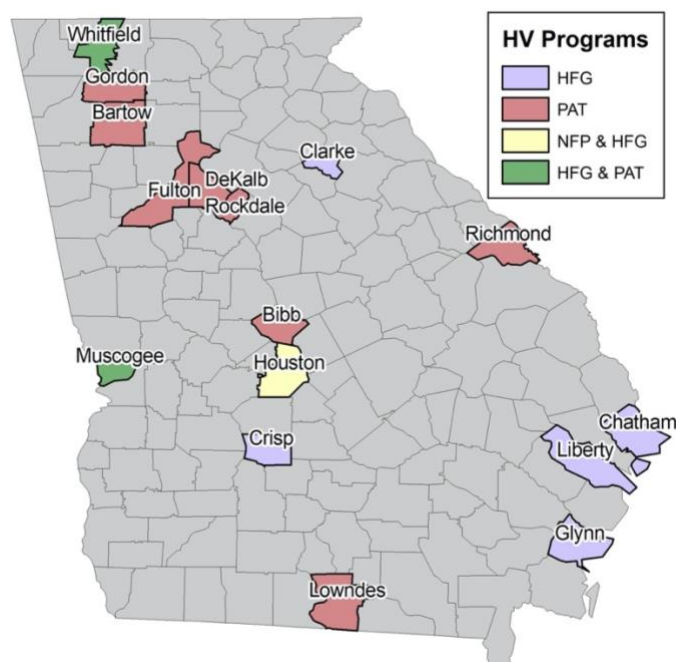 HV Programs
HFG
PAT
NFP & HFG
HFG & PAT
Whitfield
Gordon
Bartow
Clarke
DeKalb
Fulton
Rockdale
Richmond
Bibb
Muscogee
Houston
Crisp
Chatham
Liberty
Glynn
Lowndes